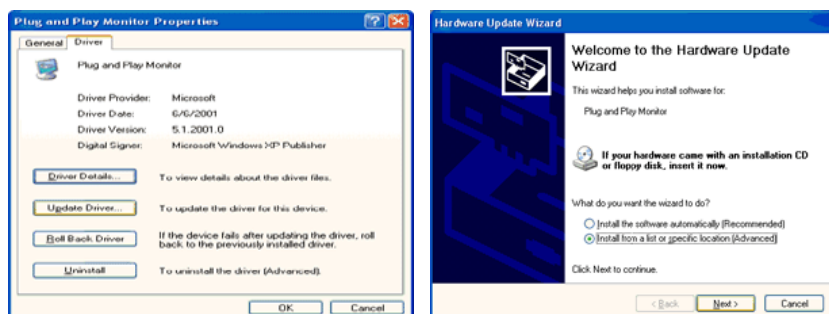 Plug and Play Monitor Properties
General
Driver
Plug and Play Monitor
Driver Provider: Microsoft
Driver Date: 6/6/2001
Driver Version: 5.1.2001.0
Digital Signer: Microsoft Windows XP Publisher
Driver Details...
To view details about the driver files.
Update Driver...
To update the driver for this device.
Roll Back Driver
If the device fails after updating the driver, roll
back to the previously installed driver.
Uninstall
To uninstall the driver (Advanced).
OK
Cancel
Hardware Update Wizard
Welcome to the Hardware Update
Wizard
This wizard helps you install software for:
Plug and Play Monitor
If your hardware came with an installation CD
or floppy disk, insert it now.
What do you want the wizard to do?
Install the software automatically (Recommended)
Install from a list or specific location (Advanced)
Click Next to continue.
< Back
Next >
Cancel